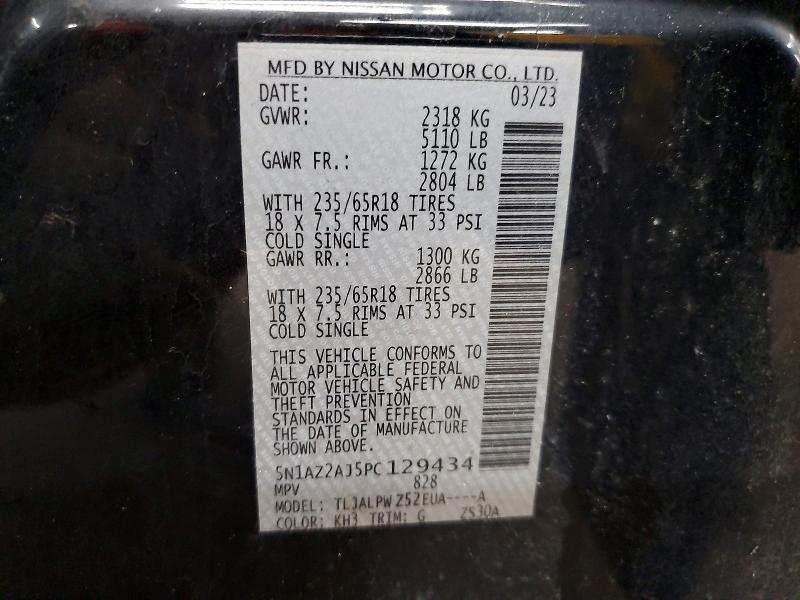 MFD BY NISSAN MOTOR CO., LTD.
DATE: 03/23
GVWR: 2318 KG
5110 LB
GAWR FR.: 1272 KG
2804 LB
WITH 235/65R18 TIRES
18 X 7.5 RIMS AT 33 PSI
COLD SINGLE
GAWR RR.: 1300 KG
2866 LB
WITH 235/65R18 TIRES
18 X 7.5 RIMS AT 33 PSI
COLD SINGLE
THIS VEHICLE CONFORMS TO
ALL APPLICABLE FEDERAL
MOTOR VEHICLE SAFETY AND
THEFT PREVENTION
STANDARDS IN EFFECT ON
THE DATE OF MANUFACTURE
SHOWN ABOVE.
5N1AZ2AJ5PC129434
MPV 828
MODEL: TLJALPW Z52EUA----A
COLOR: KH3 TRIM: G ZS30A